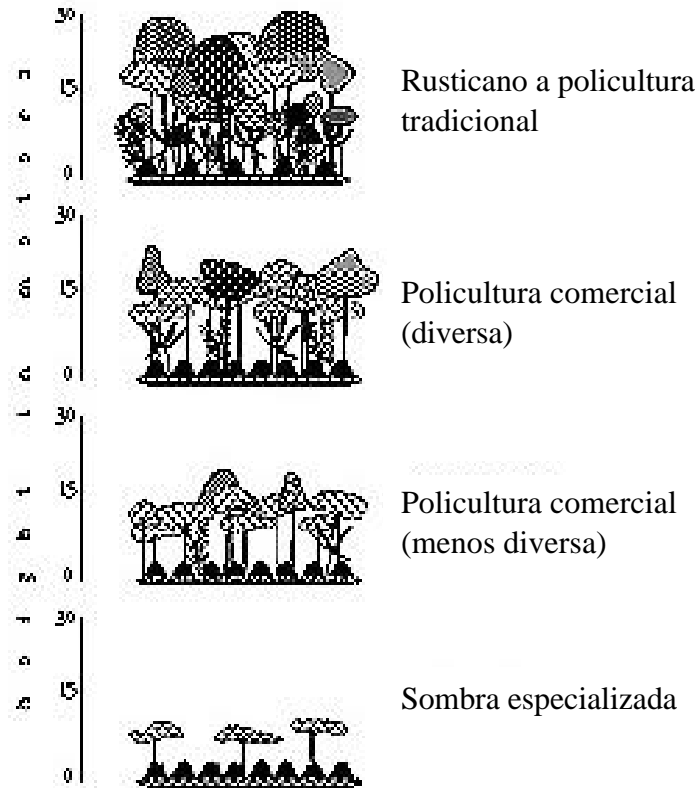 30
15
0
Rusticano a policultura
tradicional
30
15
0
Policultura comercial
(diversa)
30
15
0
Policultura comercial
(menos diversa)
30
15
0
Sombra especializada